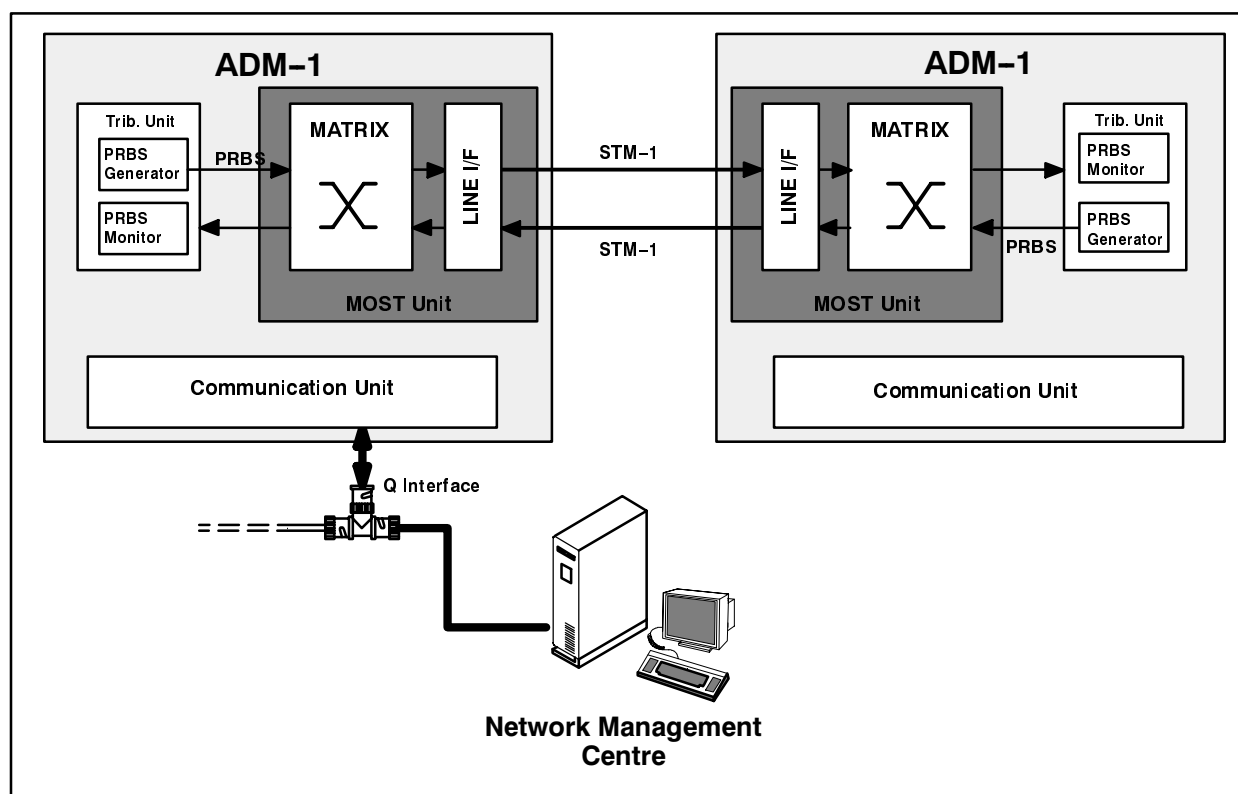 ADM–1
Trib. Unit
PRBS
Generator
PRBS
Monitor
PRBS
MATRIX
LINE I/F
MOST Unit
Communication Unit
STM–1
STM–1
ADM–1
LINE I/F
MATRIX
MOST Unit
Trib. Unit
PRBS
Monitor
PRBS
Generator
PRBS
Communication Unit
Q Interface
Network Management
Centre